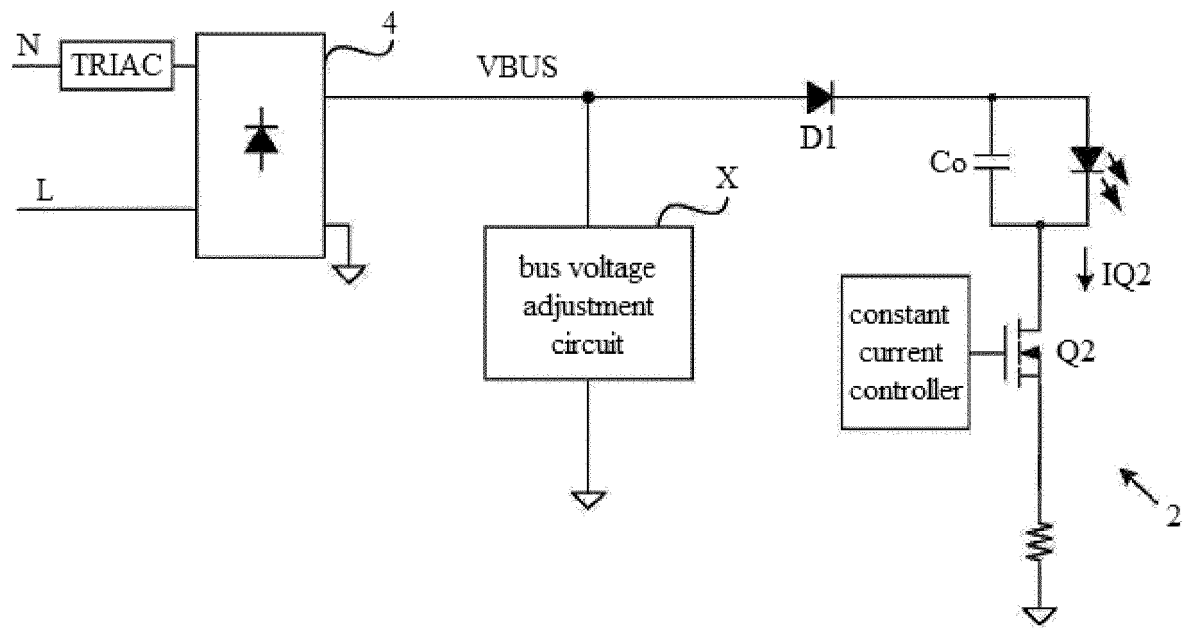 N
TRIAC
4
VBUS
D1
Co
L
X
bus voltage
adjustment
circuit
IQ2
constant
current
controller
Q2
2